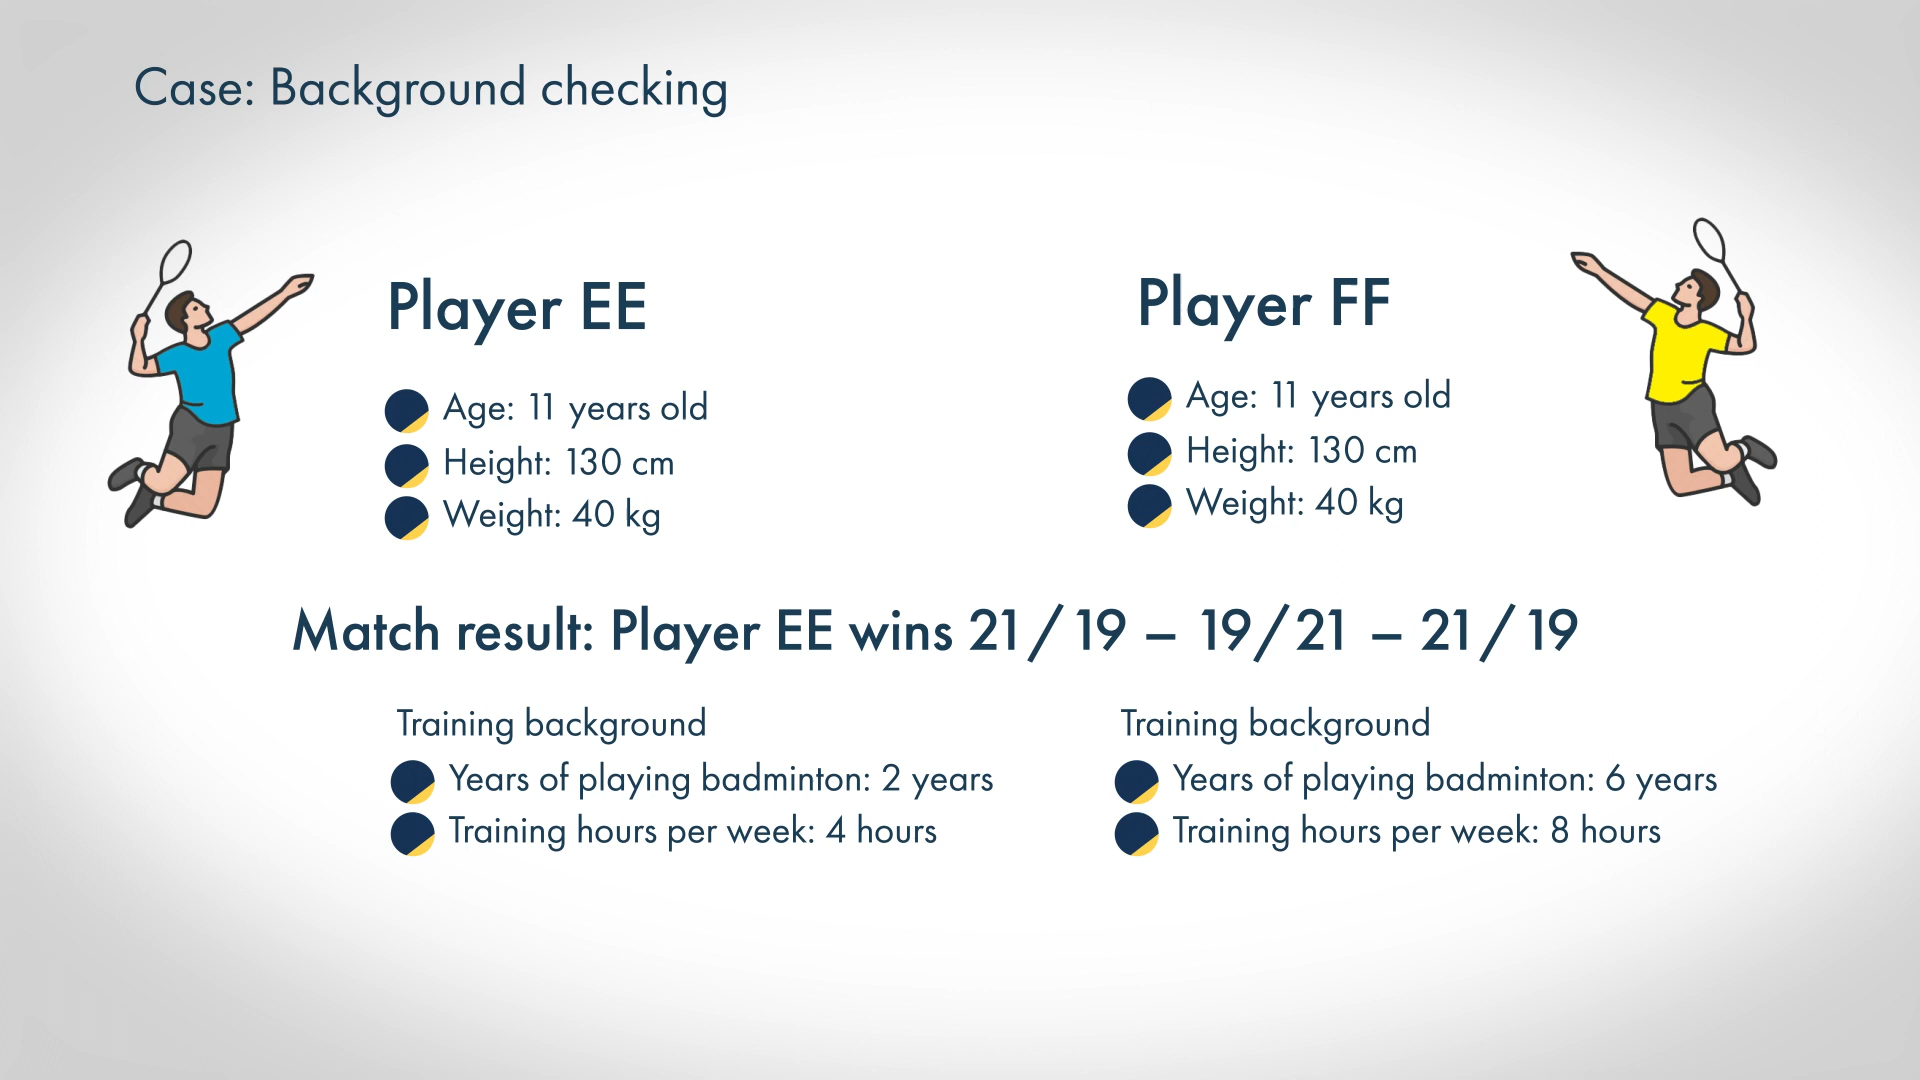 Case: Background checking
Player EE
Age: 11 years old
Height: 130 cm
Weight: 40 kg
Player FF
Age: 11 years old
Height: 130 cm
Weight: 40 kg
Match result: Player EE wins 21/19 – 19/21 – 21/19
Training background
Years of playing badminton: 2 years
Training hours per week: 4 hours
Training background
Years of playing badminton: 6 years
Training hours per week: 8 hours